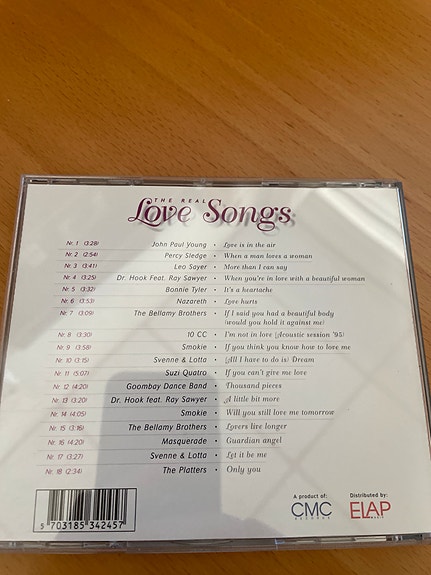 THE REAL
Love Songs
Nr. 1 (3:28) John Paul Young • Love is in the air
Nr. 2 (2:54) Percy Sledge • When a man loves a woman
Nr. 3 (3:41) Leo Sayer • More than I can say
Nr. 4 (3:25) Dr. Hook Feat. Ray Sawyer • When you're in love with a beautiful woman
Nr. 5 (3:32) Bonnie Tyler • It's a heartache
Nr. 6 (3:53) Nazareth • Love hurts
Nr. 7 (3:09) The Bellamy Brothers • If I said you had a beautiful body
(would you hold it against me)
Nr. 8 (3:30) 10 CC • I'm not in love (Acoustic session '95)
Nr. 9 (3:58) Smokie • If you think you know how to love me
Nr. 10 (3:15) Svenne & Lotta • (All I have to do is) Dream
Nr. 11 (5:07) Suzi Quatro • If you can't give me love
Nr. 12 (4:20) Goombay Dance Band • Thousand pieces
Nr. 13 (3:20) Dr. Hook feat. Ray Sawyer • A little bit more
Nr. 14 (4:05) Smokie • Will you still love me tomorrow
Nr. 15 (3:16) The Bellamy Brothers • Lovers live longer
Nr. 16 (4:20) Masquerade • Guardian angel
Nr. 17 (3:27) Svenne & Lotta • Let it be me
Nr. 18 (2:34) The Platters • Only you
A product of: Distributed by:
CMC ELAP
RECORDS MUSIC
5 703185 342457